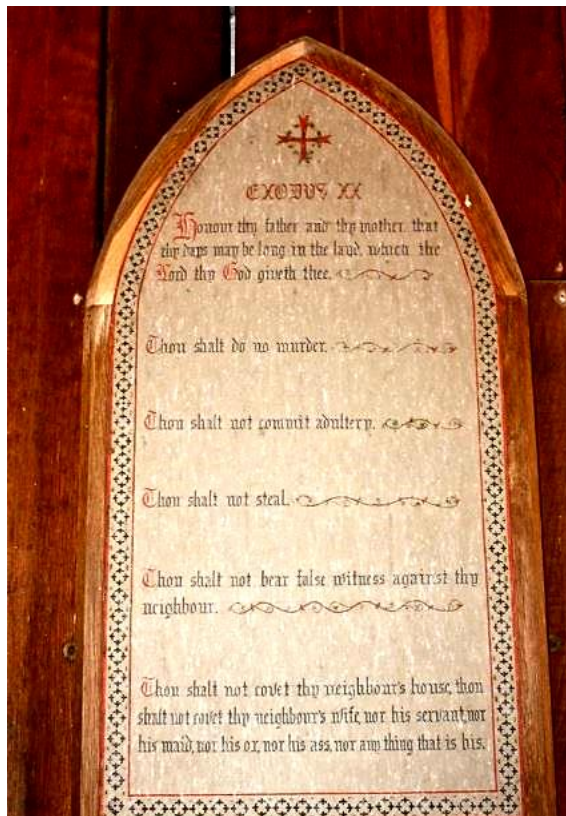 EXODUS XX
Honour thy father and thy mother that
thy days may be long in the land, which the
Lord thy God giveth thee.
Thou shalt do no murder.
Thou shalt not commit adultery.
Thou shalt not steal.
Thou shalt not bear false witness against thy
neighbour.
Thou shalt not covet thy neighbour's house, thou
shalt not covet thy neighbour's wife, nor his servant, nor
his maid, nor his ox, nor his ass, nor any thing that is his.